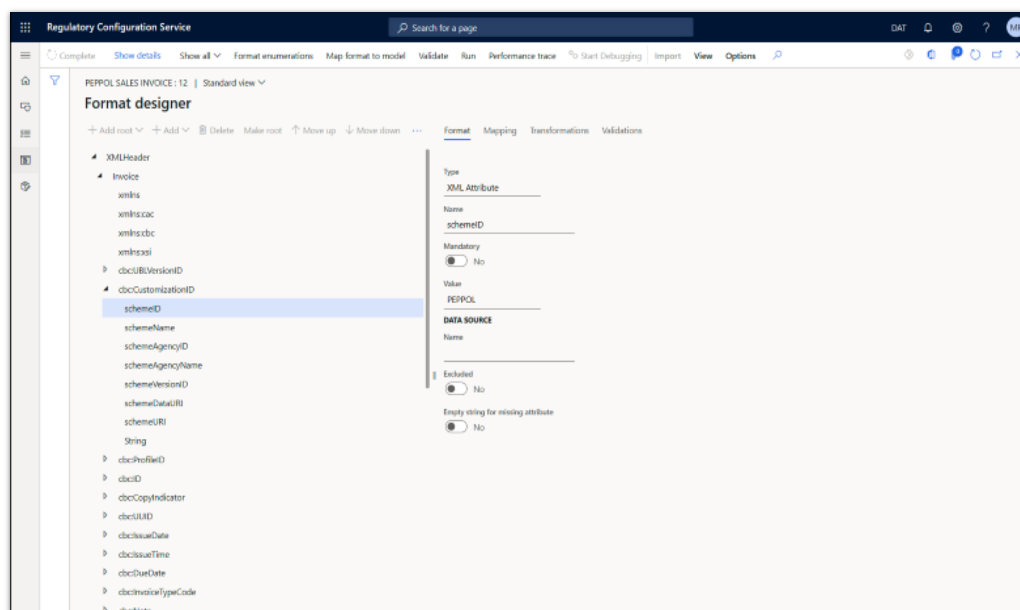 Regulatory Configuration Service
Search for a page
DAT
?
Complete Show details Show all Format enumerations Map format to model Validate Run Performance trace Start Debugging Import View Options
0
PEPPOL SALES INVOICE : 12 | Standard view
Format designer
+ Add root + Add Delete Make root Move up Move down ... Format Mapping Transformations Validations
XMLHeader
Invoice
xmlns
xmlns:cac
xmlns:cbc
xmlns:xsi
cbc:UBLVersionID
cbc:CustomizationID
schemeID
schemeName
schemeAgencyID
schemeAgencyName
schemeVersionID
schemeDataURI
schemeURI
String
cbc:ProfileID
cbc:ID
cbc:CopyIndicator
cbc:UUID
cbc:IssueDate
cbc:IssueTime
cbc:DueDate
cbc:InvoiceTypeCode
Type
XML Attribute
Name
schemeID
Mandatory
No
Value
PEPPOL
DATA SOURCE
Name
Excluded
No
Empty string for missing attribute
No